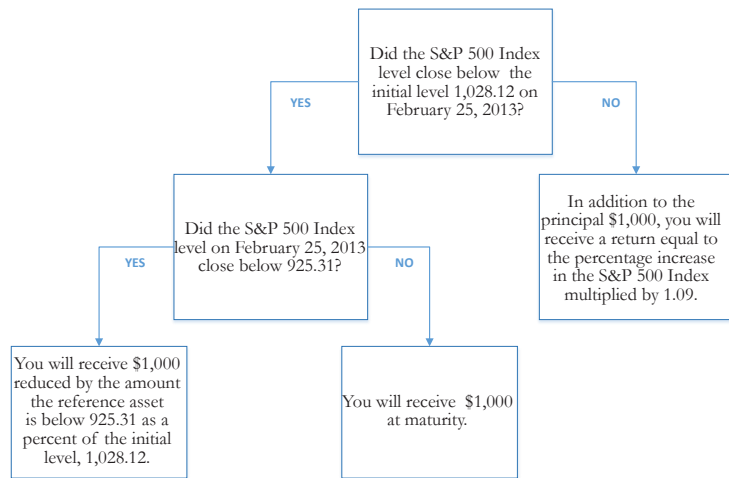 Did the S&P 500 Index
level close below the
initial level 1,028.12 on
February 25, 2013?
YES
NO
Did the S&P 500 Index
level on February 25, 2013
close below 925.31?
In addition to the
principal $1,000, you will
receive a return equal to
the percentage increase
in the S&P 500 Index
multiplied by 1.09.
YES
NO
You will receive $1,000
reduced by the amount
the reference asset
is below 925.31 as a
percent of the initial
level, 1,028.12.
You will receive $1,000
at maturity.